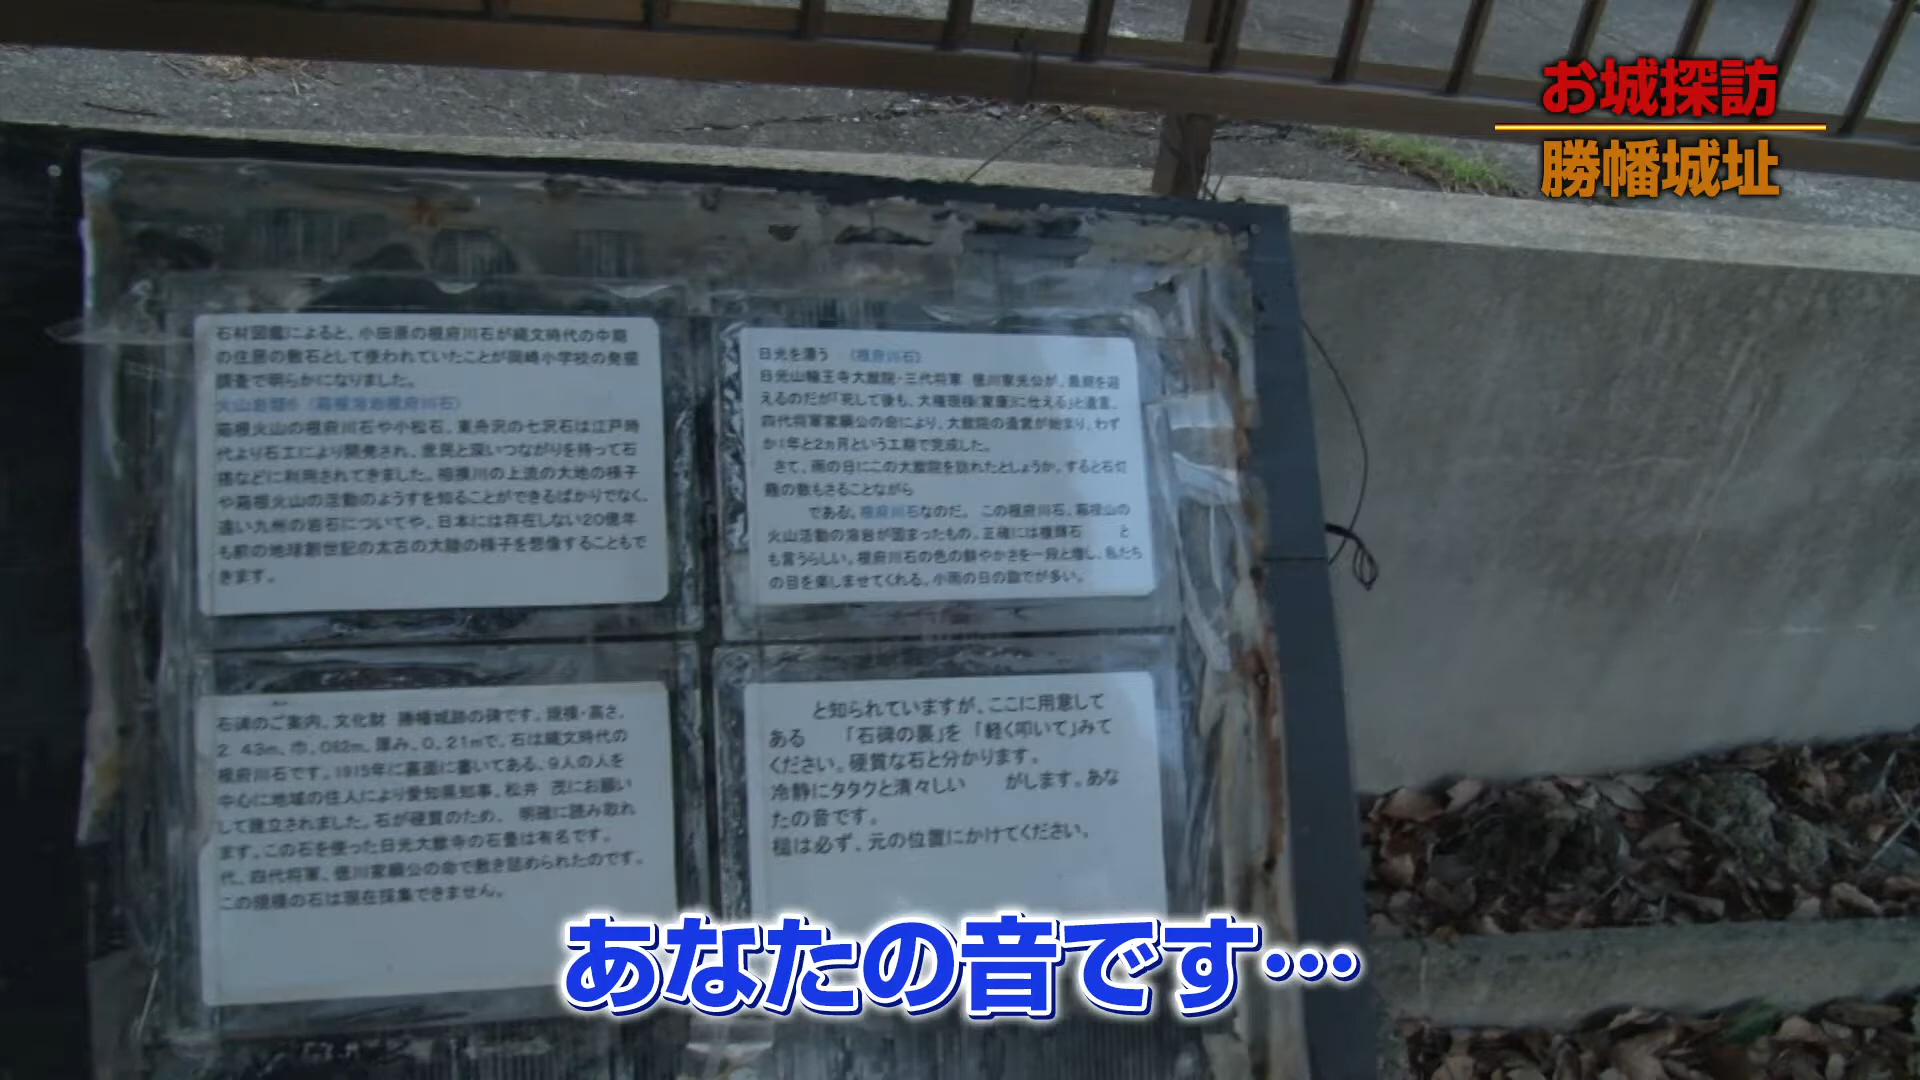 お城探訪
勝幡城址
石材図鑑によると、小田原の根府川石が縄文時代の中期
の住居の敷石として使われていたことが岡崎小学校の発掘
調査で明らかになりました。
火山岩類 (箱根溶岩根府川石)
箱根火山の根府川石や小松石、東丹沢の七沢石は江戸時
代より石工により開発され、庶民と深いつながりを持って石
塔などに利用されてきました。相模川の上流の大地の様子
や箱根火山の活動のようすを知ることができるばかりでなく、
遠い九州の岩石についてや、日本には存在しない20億年
も前の地球創世記の太古の大陸の様子を想像することもで
きます。
日光を漂う (根府川石)
日光山輪王寺大猷院・三代将軍 徳川家光公が、最期を迎
えるのだが「死して後も、大権現様(家康)に仕える」と遺言。
四代将軍家綱公の命により、大猷院の造営が始まり、わず
か1年と2ヵ月という工期で完成した。
さて、雨の日にこの大猷院を訪れたとしようか。すると石灯
籠の数もさることながら
である。根府川石なのだ。 この根府川石、箱根山の
火山活動の溶岩が固まったもの。正確には輝石 と
も言うらしい。根府川石の色の鮮やかさを一段と増し、私たち
の目を楽しませてくれる。小雨の日の詣でが多い。
石碑のご案内。文化財 勝幡城跡の碑です。規模・高さ、
2 43m、巾、062m、厚み、0、21mで、石は縄文時代の
根府川石です。1915年に裏面に書いてある、9人の人を
中心に地域の住人により愛知県知事、松井 茂にお願い
して建立されました。石が硬質のため、 明確に読み取れ
ます。この石を使った日光大猷寺の石畳は有名です。
代、四代将軍、徳川家綱公の命で敷き詰められたのです。
この規模の石は現在採集できません。
と知られていますが、ここに用意して
ある 「石碑の裏」を 「軽く叩いて」みて
ください。硬質な石と分かります。
冷静にタタクと清々しい がします。あな
たの音です。
槌は必ず、元の位置にかけてください。
あなたの音です…